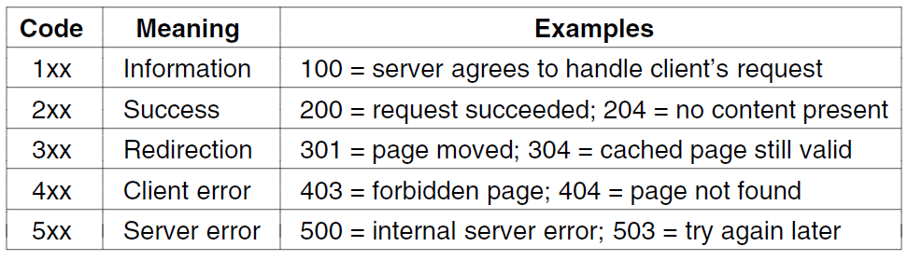 Code Meaning Examples
1xx Information 100 = server agrees to handle client's request
2xx Success 200 = request succeeded; 204 = no content present
3xx Redirection 301 = page moved; 304 = cached page still valid
4xx Client error 403 = forbidden page; 404 = page not found
5xx Server error 500 = internal server error; 503 = try again later